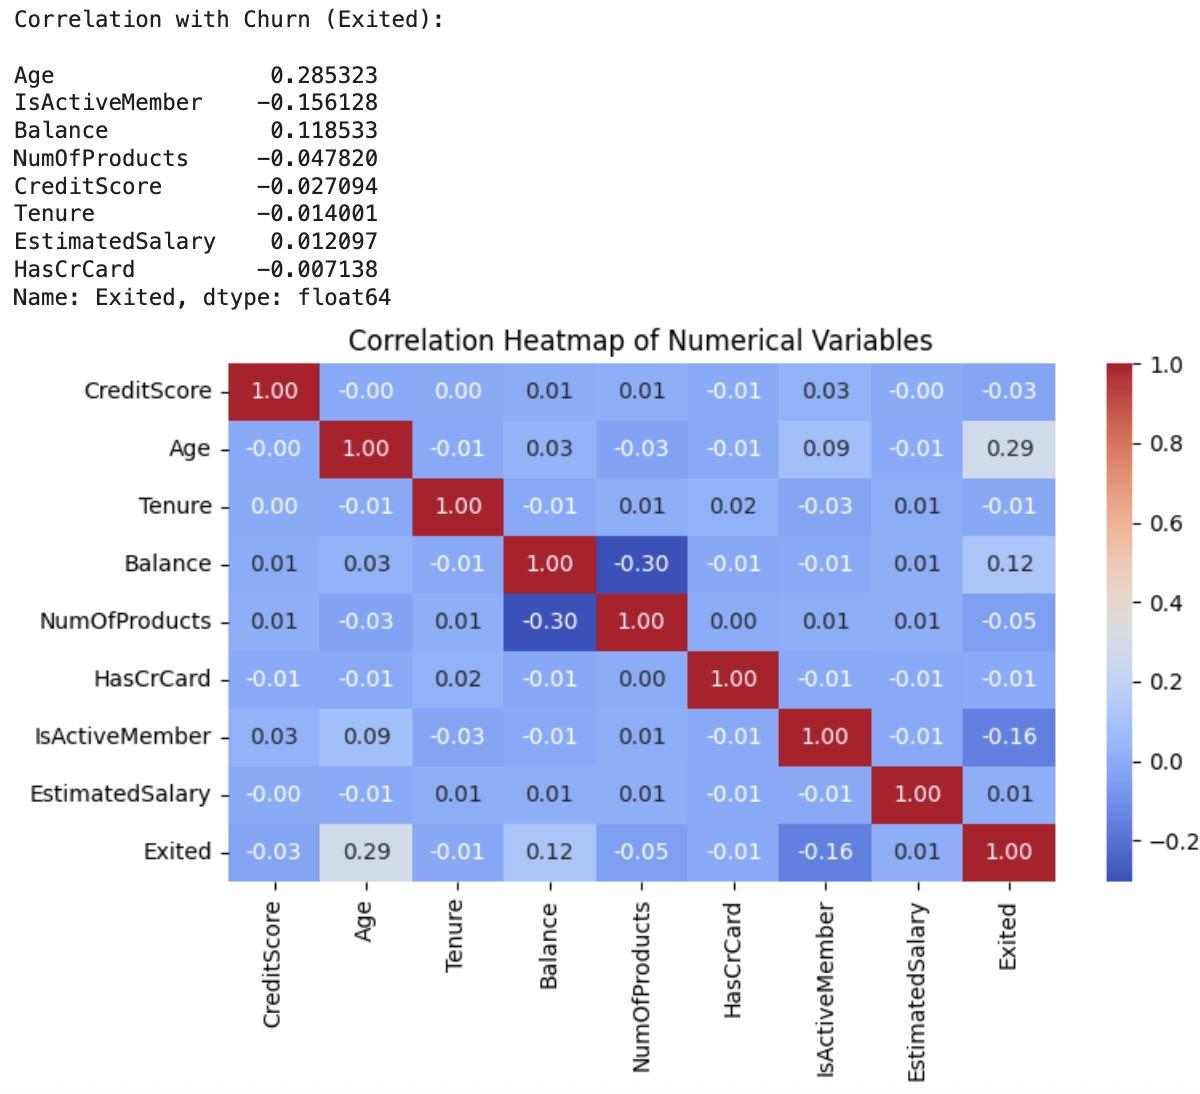 Correlation with Churn (Exited):
Age 0.285323
IsActiveMember -0.156128
Balance 0.118533
NumOfProducts -0.047820
CreditScore -0.027094
Tenure -0.014001
EstimatedSalary 0.012097
HasCrCard -0.007138
Name: Exited, dtype: float64
Correlation Heatmap of Numerical Variables
CreditScore 1.00 -0.00 0.00 0.01 0.01 -0.01 0.03 -0.00 -0.03
Age -0.00 1.00 -0.01 0.03 -0.03 -0.01 0.09 -0.01 0.29
Tenure 0.00 -0.01 1.00 -0.01 0.01 0.02 -0.03 0.01 -0.01
Balance 0.01 0.03 -0.01 1.00 -0.30 -0.01 -0.01 0.01 0.12
NumOfProducts 0.01 -0.03 0.01 -0.30 1.00 0.00 0.01 0.01 -0.05
HasCrCard -0.01 -0.01 0.02 -0.01 0.00 1.00 -0.01 -0.01 -0.01
IsActiveMember 0.03 0.09 -0.03 -0.01 0.01 -0.01 1.00 -0.01 -0.16
EstimatedSalary -0.00 -0.01 0.01 0.01 0.01 -0.01 -0.01 1.00 0.01
Exited -0.03 0.29 -0.01 0.12 -0.05 -0.01 -0.16 0.01 1.00
CreditScore
Age
Tenure
Balance
NumOfProducts
HasCrCard
IsActiveMember
EstimatedSalary
Exited
1.0
0.8
0.6
0.4
0.2
0.0
−0.2